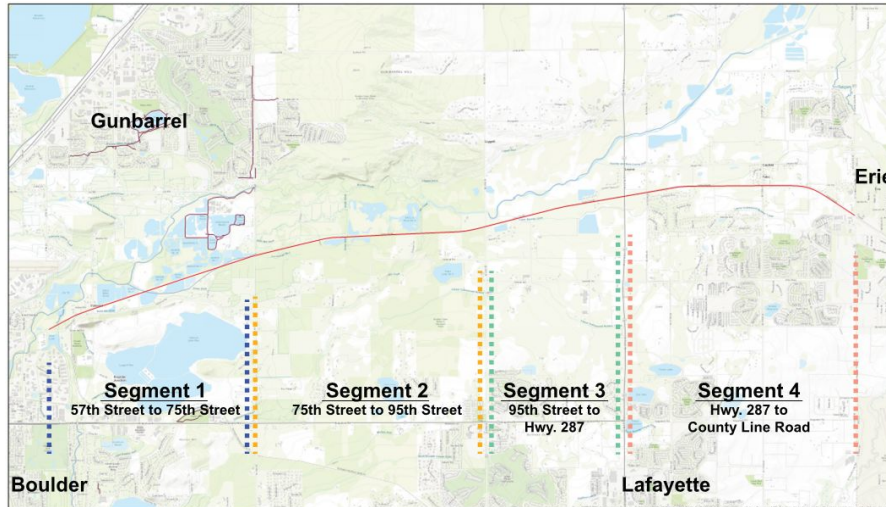 Gunbarrel
Erie
Segment 1
57th Street to 75th Street
Segment 2
75th Street to 95th Street
Segment 3
95th Street to
Hwy. 287
Segment 4
Hwy. 287 to
County Line Road
Boulder
Lafayette